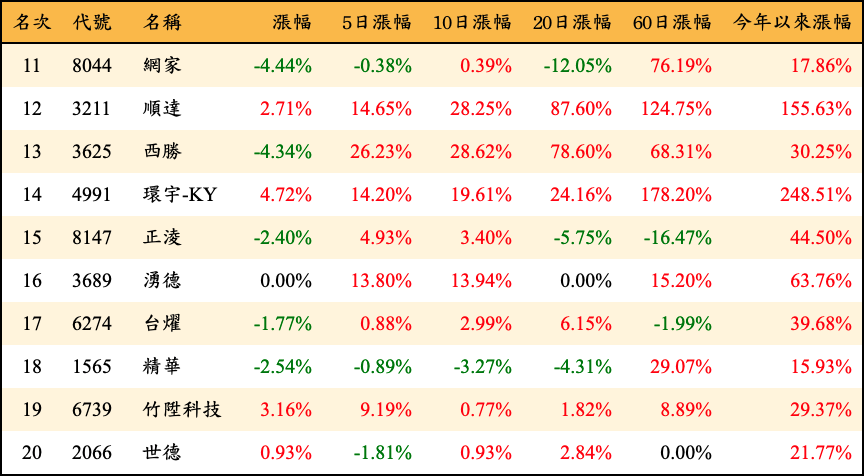 名次 代號 名稱 漲幅 5日漲幅 10日漲幅 20日漲幅 60日漲幅 今年以來漲幅
11 8044 網家 -4.44% -0.38% 0.39% -12.05% 76.19% 17.86%
12 3211 順達 2.71% 14.65% 28.25% 87.60% 124.75% 155.63%
13 3625 西勝 -4.34% 26.23% 28.62% 78.60% 68.31% 30.25%
14 4991 環宇-KY 4.72% 14.20% 19.61% 24.16% 178.20% 248.51%
15 8147 正淩 -2.40% 4.93% 3.40% -5.75% -16.47% 44.50%
16 3689 湧德 0.00% 13.80% 13.94% 0.00% 15.20% 63.76%
17 6274 台燿 -1.77% 0.88% 2.99% 6.15% -1.99% 39.68%
18 1565 精華 -2.54% -0.89% -3.27% -4.31% 29.07% 15.93%
19 6739 竹陞科技 3.16% 9.19% 0.77% 1.82% 8.89% 29.37%
20 2066 世德 0.93% -1.81% 0.93% 2.84% 0.00% 21.77%